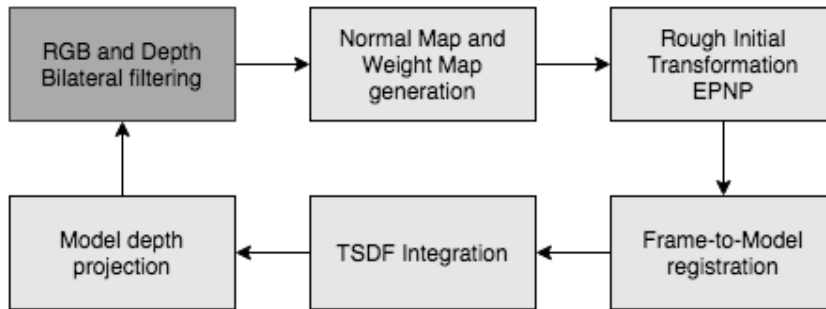 RGB and Depth
Bilateral filtering
Normal Map and
Weight Map
generation
Rough Initial
Transformation
EPNP
Frame-to-Model
registration
TSDF Integration
Model depth
projection